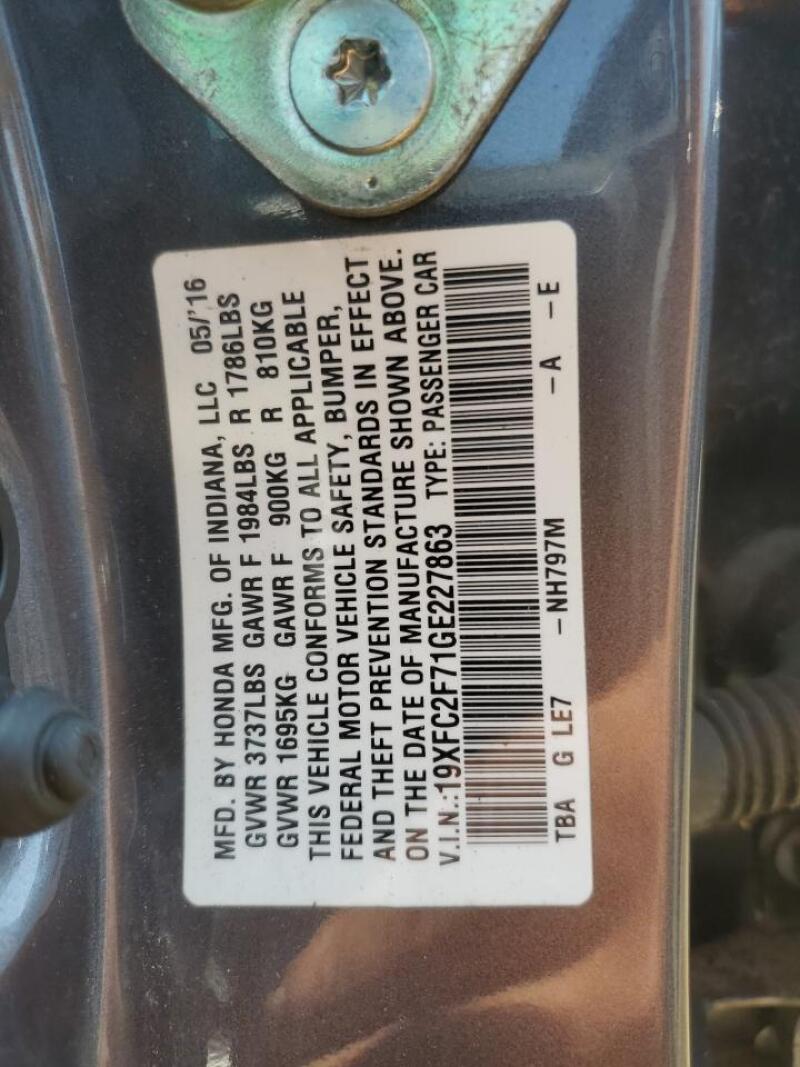 MFD. BY HONDA MFG. OF INDIANA, LLC 05/'16
GVWR 3737LBS GAWR F 1984LBS R 1786LBS
GVWR 1695KG GAWR F 900KG R 810KG
THIS VEHICLE CONFORMS TO ALL APPLICABLE
FEDERAL MOTOR VEHICLE SAFETY, BUMPER,
AND THEFT PREVENTION STANDARDS IN EFFECT
ON THE DATE OF MANUFACTURE SHOWN ABOVE.
V.I.N.:19XFC2F71GE227863 TYPE: PASSENGER CAR
TBA G LE7 -NH797M -A -E